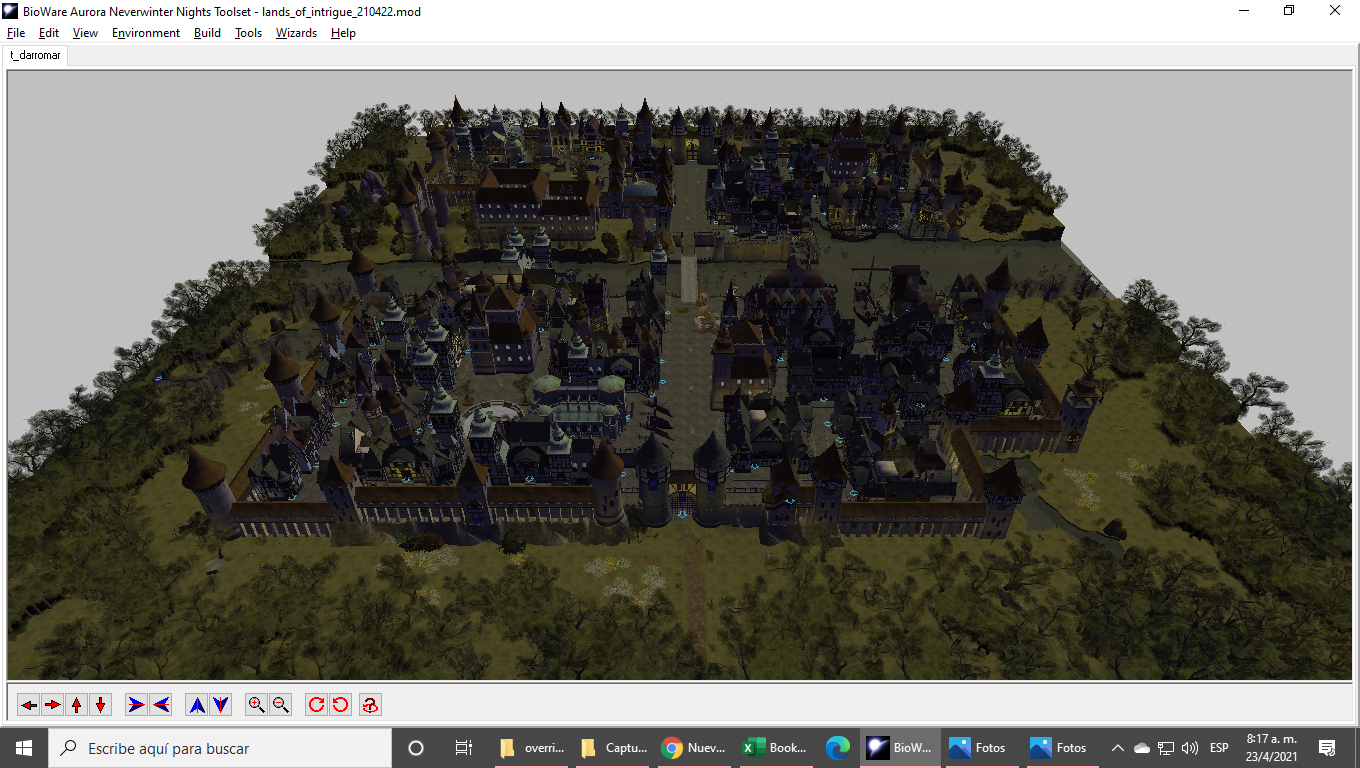 BioWare Aurora Neverwinter Nights Toolset - lands_of_intrigue_210422.mod
File Edit View Environment Build Tools Wizards Help
t_darromar
Escribe aquí para buscar
overri...
Captu...
Nuev...
Book...
BioW...
Fotos
Fotos
ESP
8:17 a. m.
23/4/2021